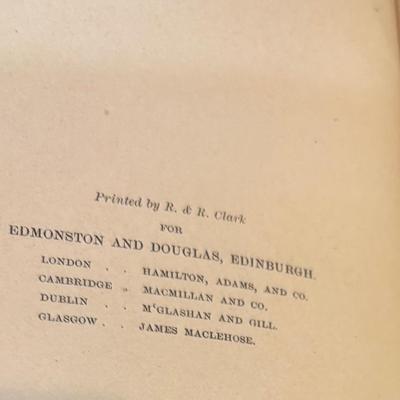 Printed by R. & R. Clark
FOR
EDMONSTON AND DOUGLAS, EDINBURGH.
LONDON . . HAMILTON, ADAMS, AND CO.
CAMBRIDGE „ MACMILLAN AND CO.
DUBLIN . . M‘GLASHAN AND GILL.
GLASGOW . . JAMES MACLEHOSE.